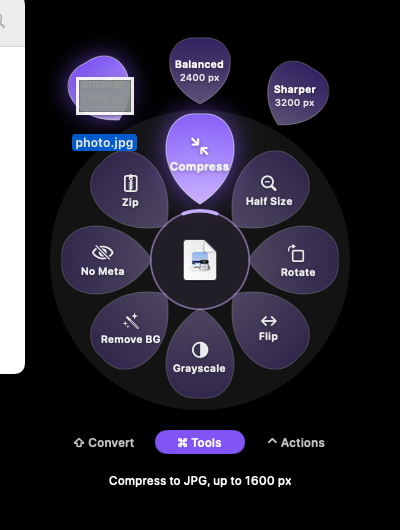 Balanced
2400 px
Sharper
3200 px
photo.jpg
Compress
Zip
Half Size
No Meta
Rotate
Remove BG
Flip
Grayscale
⇧ Convert
⌘ Tools
⌃ Actions
Compress to JPG, up to 1600 px